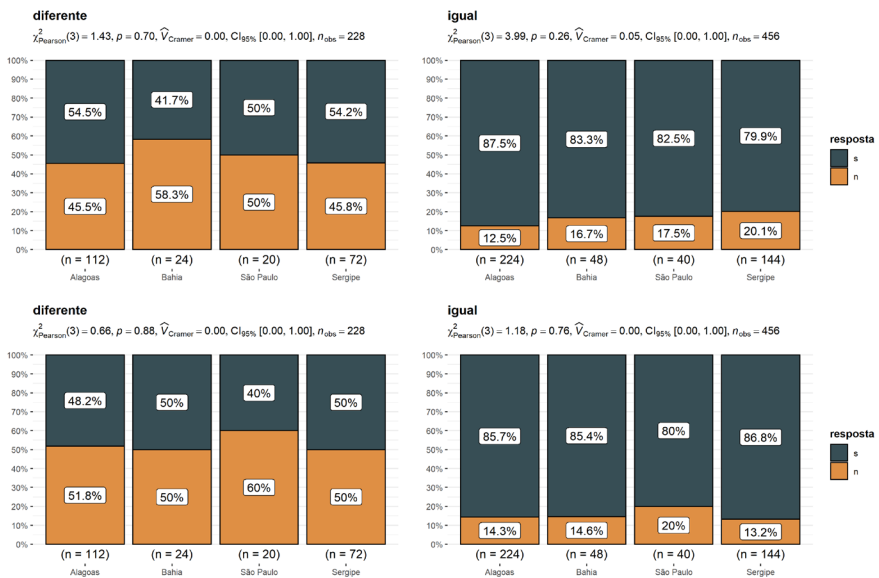 diferente
χ²Pearson(3) = 1.43, p = 0.70, V̂Cramer = 0.00, CI95% [0.00, 1.00], nobs = 228
100%
90%
80%
70%
60%
50%
40%
30%
20%
10%
0%
54.5% 41.7% 50% 54.2%
45.5% 58.3% 50% 45.8%
(n = 112) (n = 24) (n = 20) (n = 72)
Alagoas Bahia São Paulo Sergipe
igual
χ²Pearson(3) = 3.99, p = 0.26, V̂Cramer = 0.05, CI95% [0.00, 1.00], nobs = 456
100%
90%
80%
70%
60%
50%
40%
30%
20%
10%
0%
87.5% 83.3% 82.5% 79.9%
12.5% 16.7% 17.5% 20.1%
(n = 224) (n = 48) (n = 40) (n = 144)
Alagoas Bahia São Paulo Sergipe
resposta
s
n
diferente
χ²Pearson(3) = 0.66, p = 0.88, V̂Cramer = 0.00, CI95% [0.00, 1.00], nobs = 228
100%
90%
80%
70%
60%
50%
40%
30%
20%
10%
0%
48.2% 50% 40% 50%
51.8% 50% 60% 50%
(n = 112) (n = 24) (n = 20) (n = 72)
Alagoas Bahia São Paulo Sergipe
igual
χ²Pearson(3) = 1.18, p = 0.76, V̂Cramer = 0.00, CI95% [0.00, 1.00], nobs = 456
100%
90%
80%
70%
60%
50%
40%
30%
20%
10%
0%
85.7% 85.4% 80% 86.8%
14.3% 14.6% 20% 13.2%
(n = 224) (n = 48) (n = 40) (n = 144)
Alagoas Bahia São Paulo Sergipe
resposta
s
n